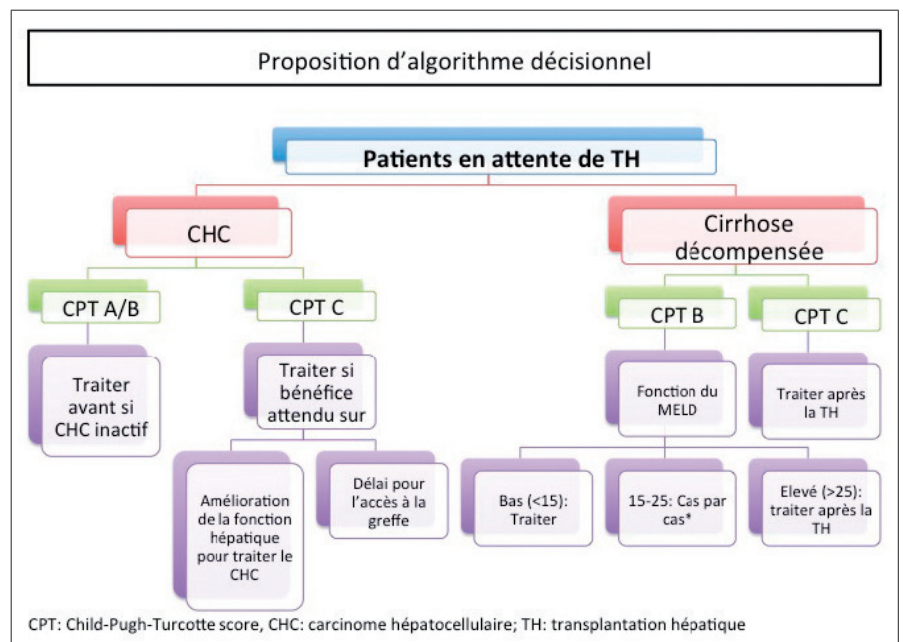 Proposition d’algorithme décisionnel
Patients en attente de TH
CHC
Cirrhose
décompensée
CPT A/B
CPT C
CPT B
CPT C
Traiter
avant si
CHC inactif
Traiter si
bénéfice
attendu sur
Fonction du
MELD
Traiter après
la TH
Amélioration
de la fonction
hépatique
pour traiter le
CHC
Délai pour
l’accès à la
greffe
Bas (<15):
Traiter
15-25: Cas par
cas*
Elevé (>25):
traiter après la
TH
CPT: Child-Pugh-Turcotte score, CHC: carcinome hépatocellulaire; TH: transplantation hépatique